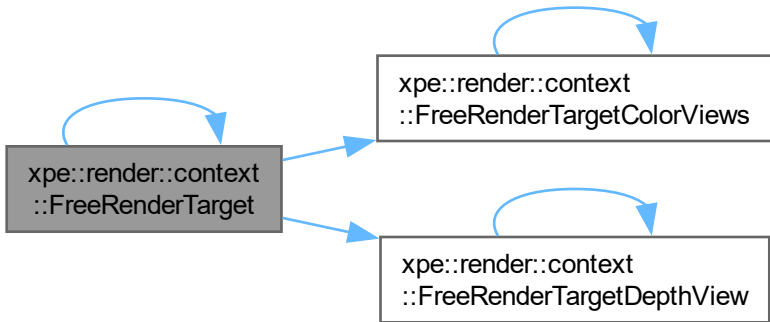 xpe::render::context
::FreeRenderTarget
xpe::render::context
::FreeRenderTargetColorViews
xpe::render::context
::FreeRenderTargetDepthView